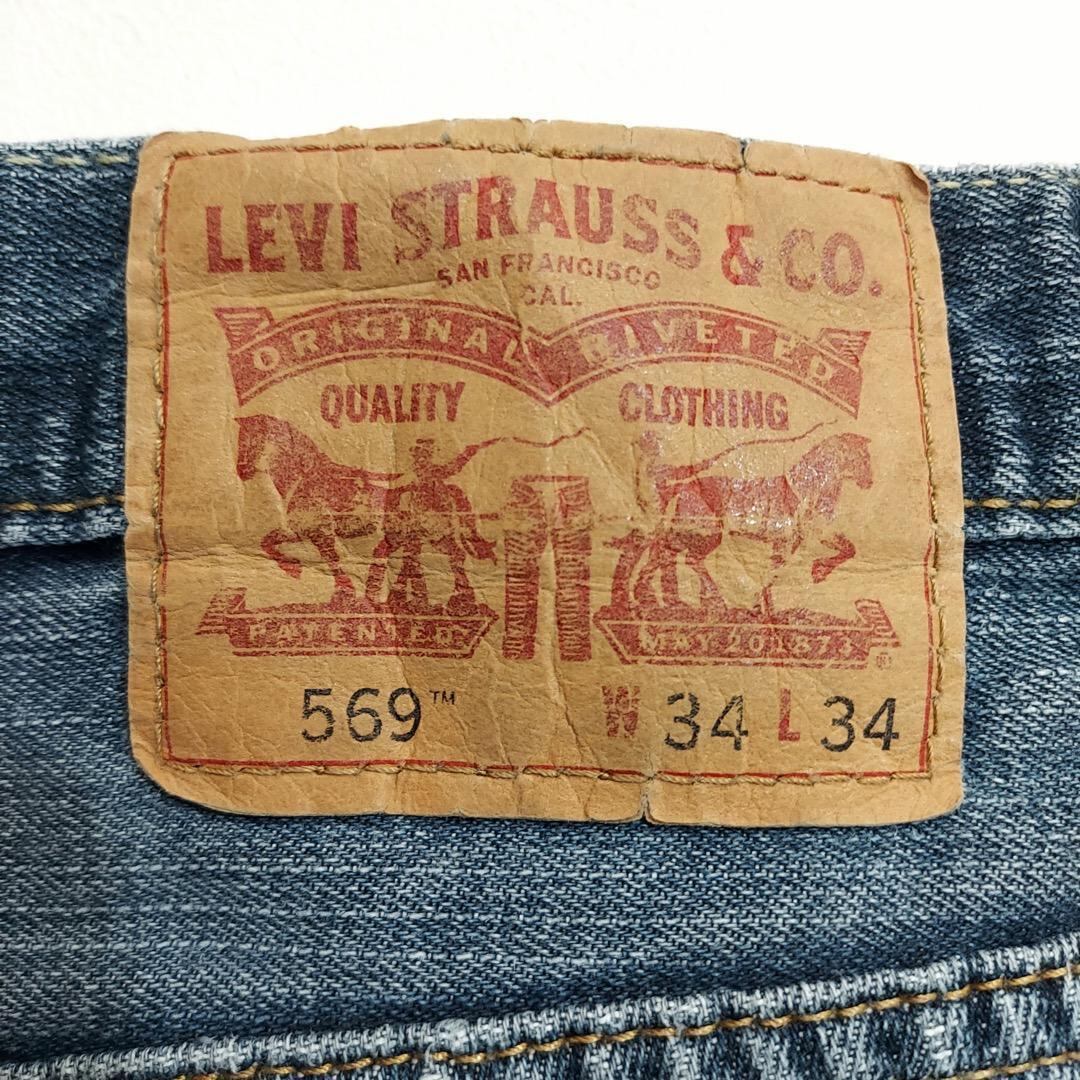 LEVI STRAUSS & CO.
SAN FRANCISCO
CAL.
ORIGINAL RIVETED
QUALITY CLOTHING
PATENTED MAY 20 1873 ®
569™ W 34 L 34